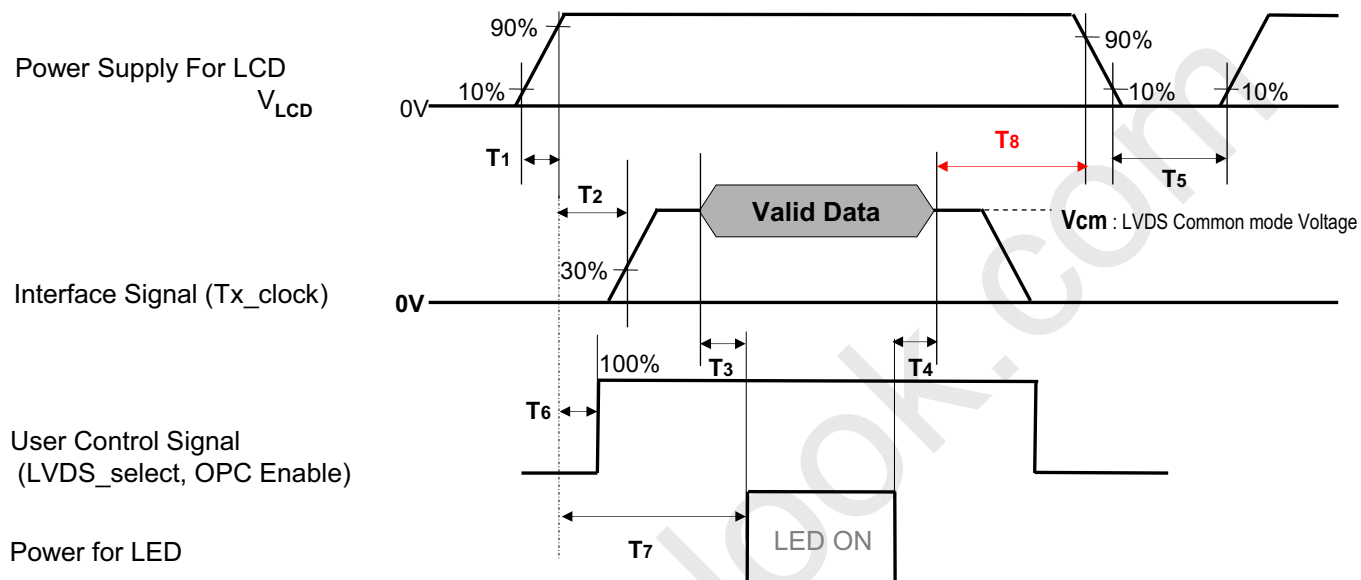 90%
90%
Power Supply For LCD
VLCD
10%
10%
10%
0V
T1
T8
T2
T5
Valid Data
Vcm : LVDS Common mode Voltage
30%
Interface Signal (Tx_clock)
0V
T3
T4
100%
T6
User Control Signal
(LVDS_select, OPC Enable)
T7
LED ON
Power for LED
look.com